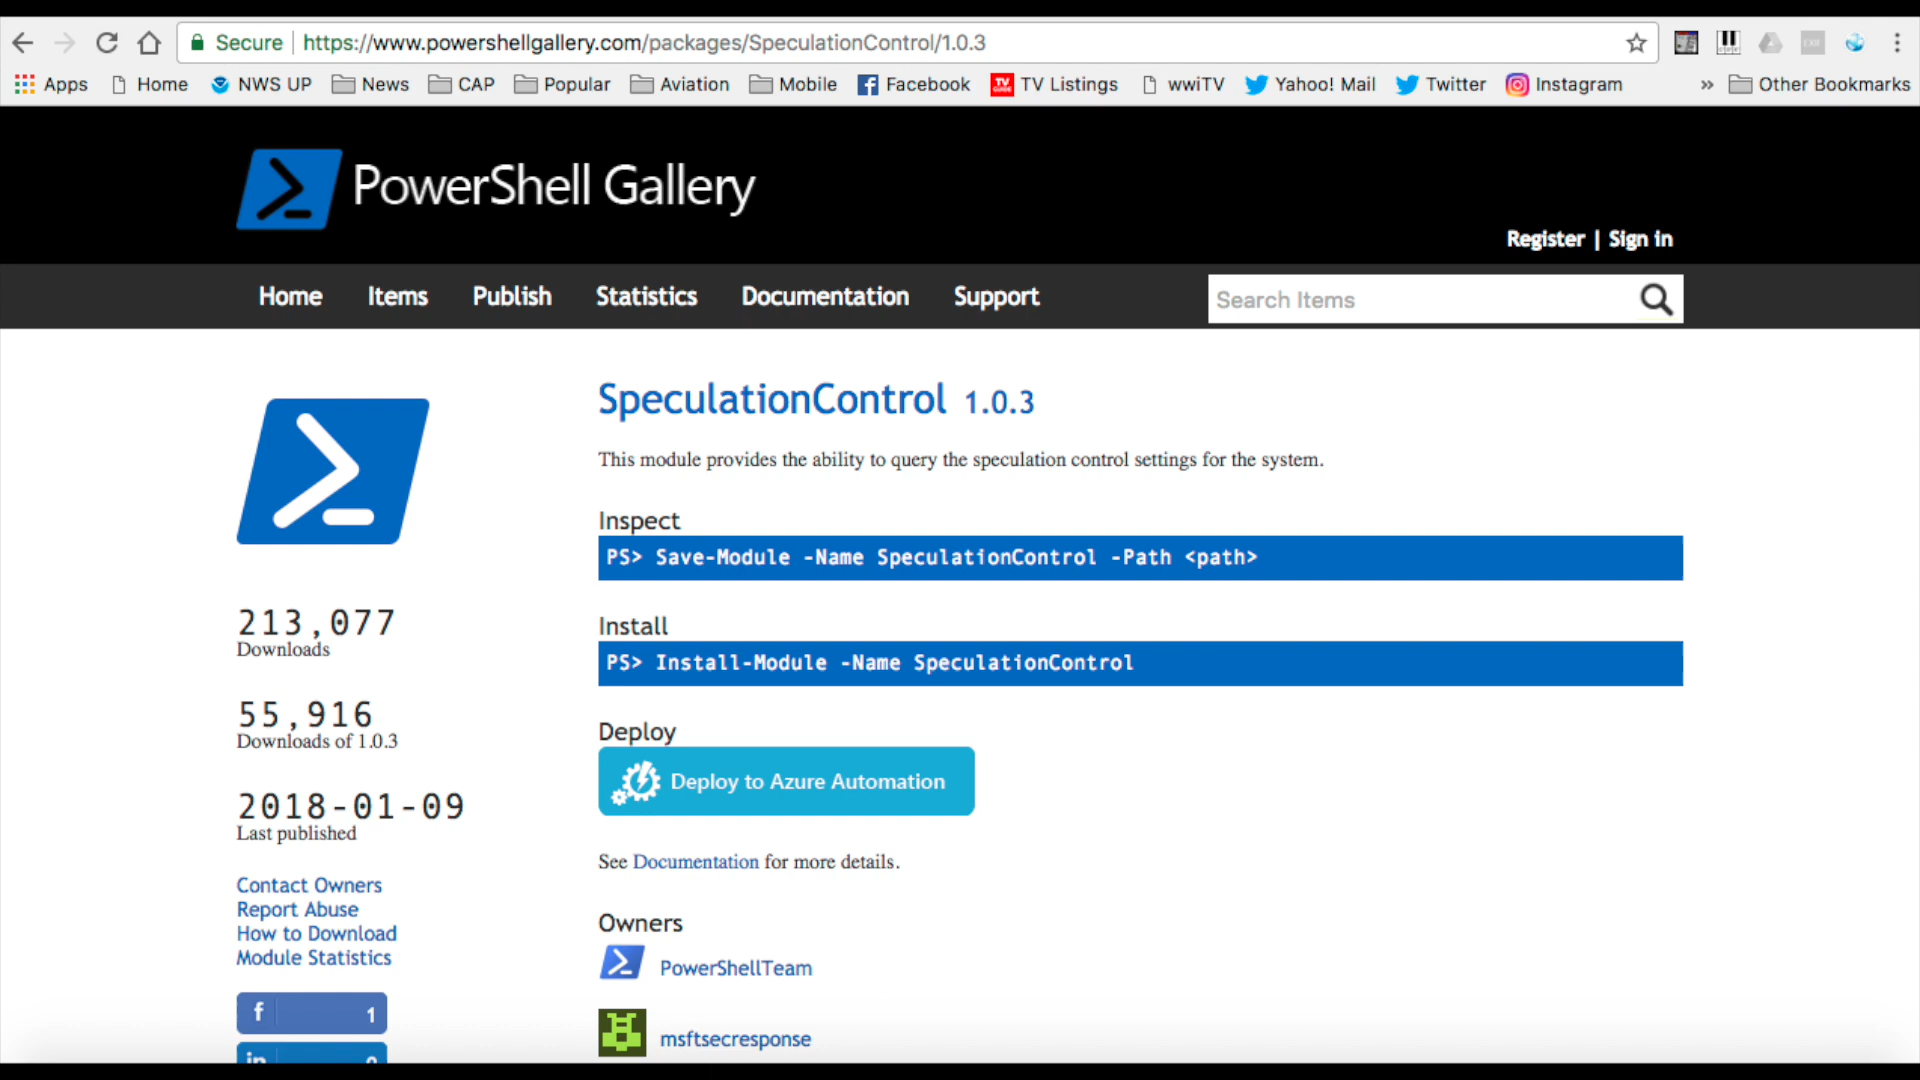 Secure https://www.powershellgallery.com/packages/SpeculationControl/1.0.3
Apps Home NWS UP News CAP Popular Aviation Mobile Facebook TV Listings wwiTV Yahoo! Mail Twitter Instagram » Other Bookmarks
PowerShell Gallery
Register | Sign in
Home Items Publish Statistics Documentation Support Search Items
SpeculationControl 1.0.3
This module provides the ability to query the speculation control settings for the system.
Inspect
PS> Save-Module -Name SpeculationControl -Path <path>
213,077
Downloads
Install
PS> Install-Module -Name SpeculationControl
55,916
Downloads of 1.0.3
Deploy
Deploy to Azure Automation
2018-01-09
Last published
See Documentation for more details.
Contact Owners
Report Abuse
How to Download
Module Statistics
Owners
PowerShellTeam
msftsecresponse
f 1
in 0